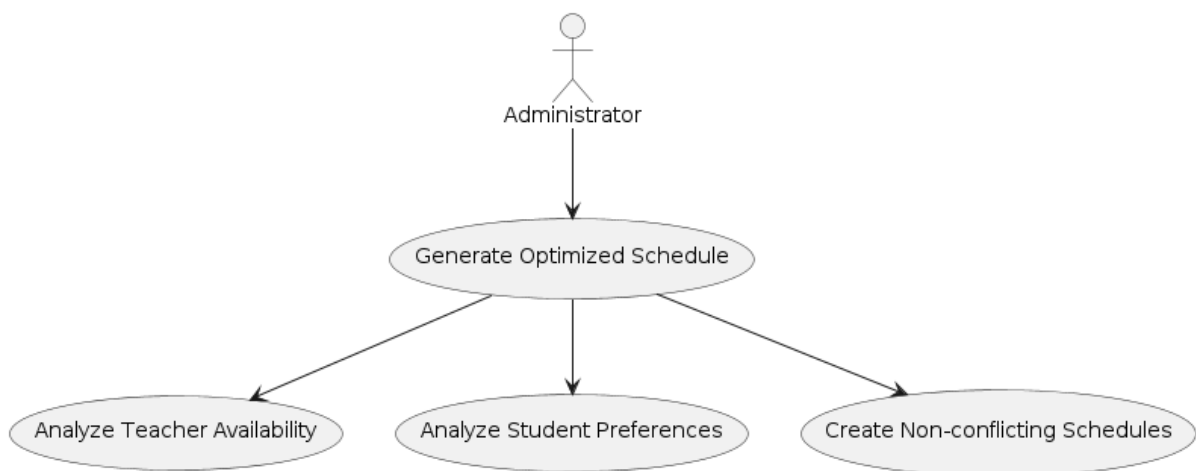 Administrator
Generate Optimized Schedule
Analyze Teacher Availability
Analyze Student Preferences
Create Non-conflicting Schedules